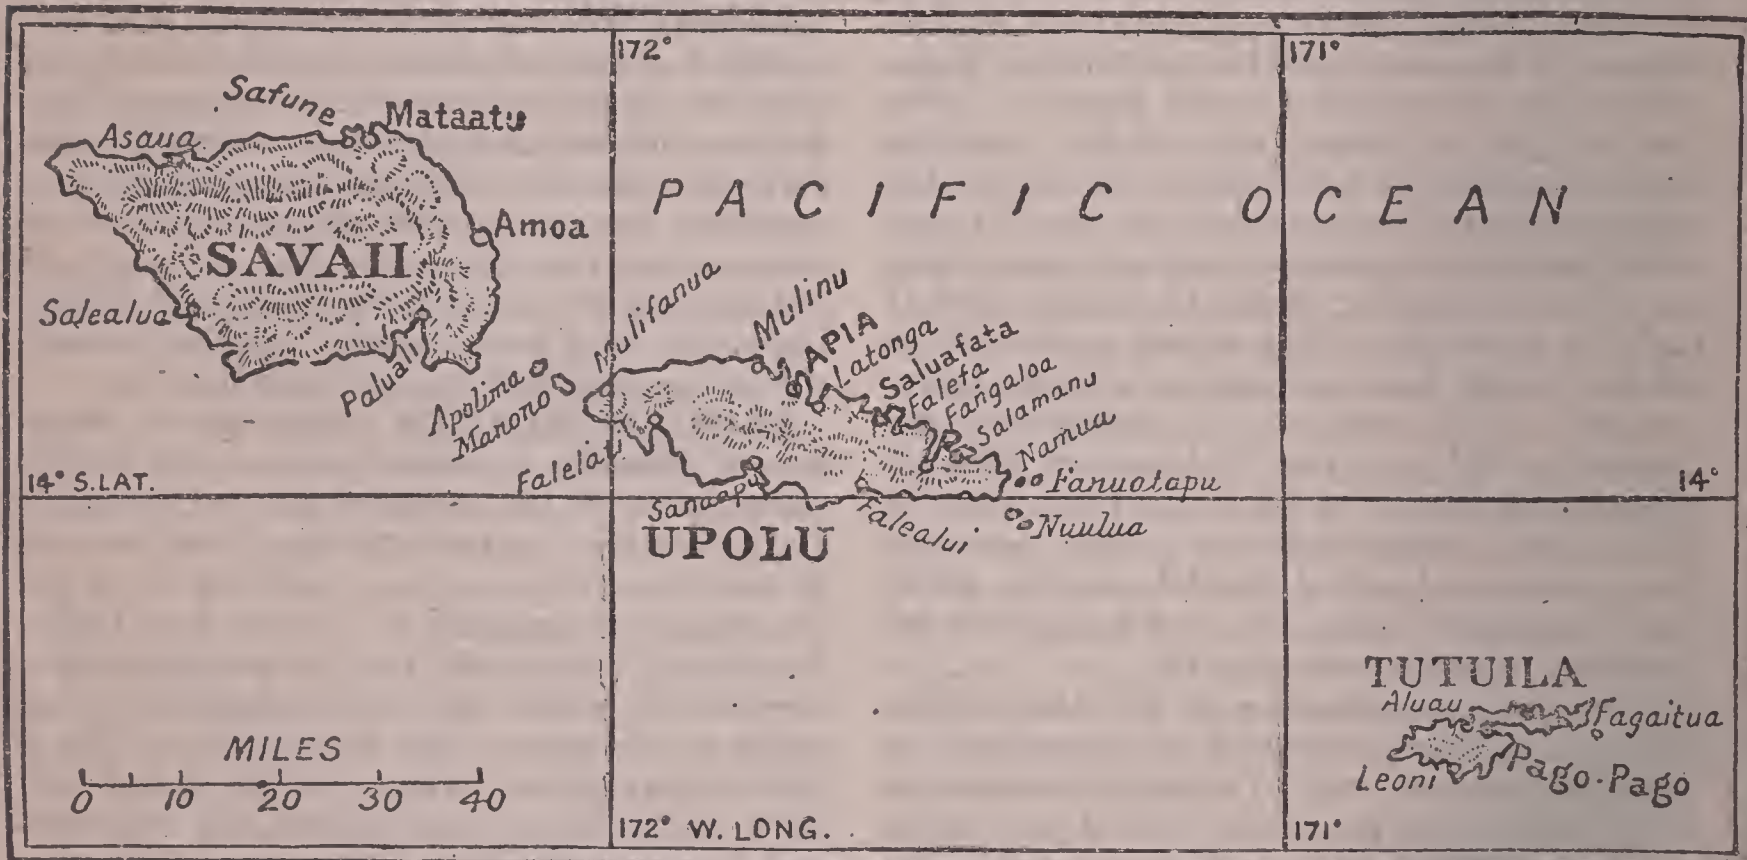 172°
171°
Safune
Mataatu
Asaua
PACIFIC OCEAN
Amoa
SAVAII
Salealua
Paluali
Mulifanua
Mulinu
APIA
Latonga
Saluafata
Falefa
Fangaloa
Salamanu
Apolima
Manono
Namua
Falelatu
14° S.LAT.
Sanaapu
Fanuotapu
14°
Falealui
Nuulua
UPOLU
TUTUILA
Aluau
Fagaitua
MILES
Leoni
Pago-Pago
0 10 20 30 40
172° W. LONG.
171°